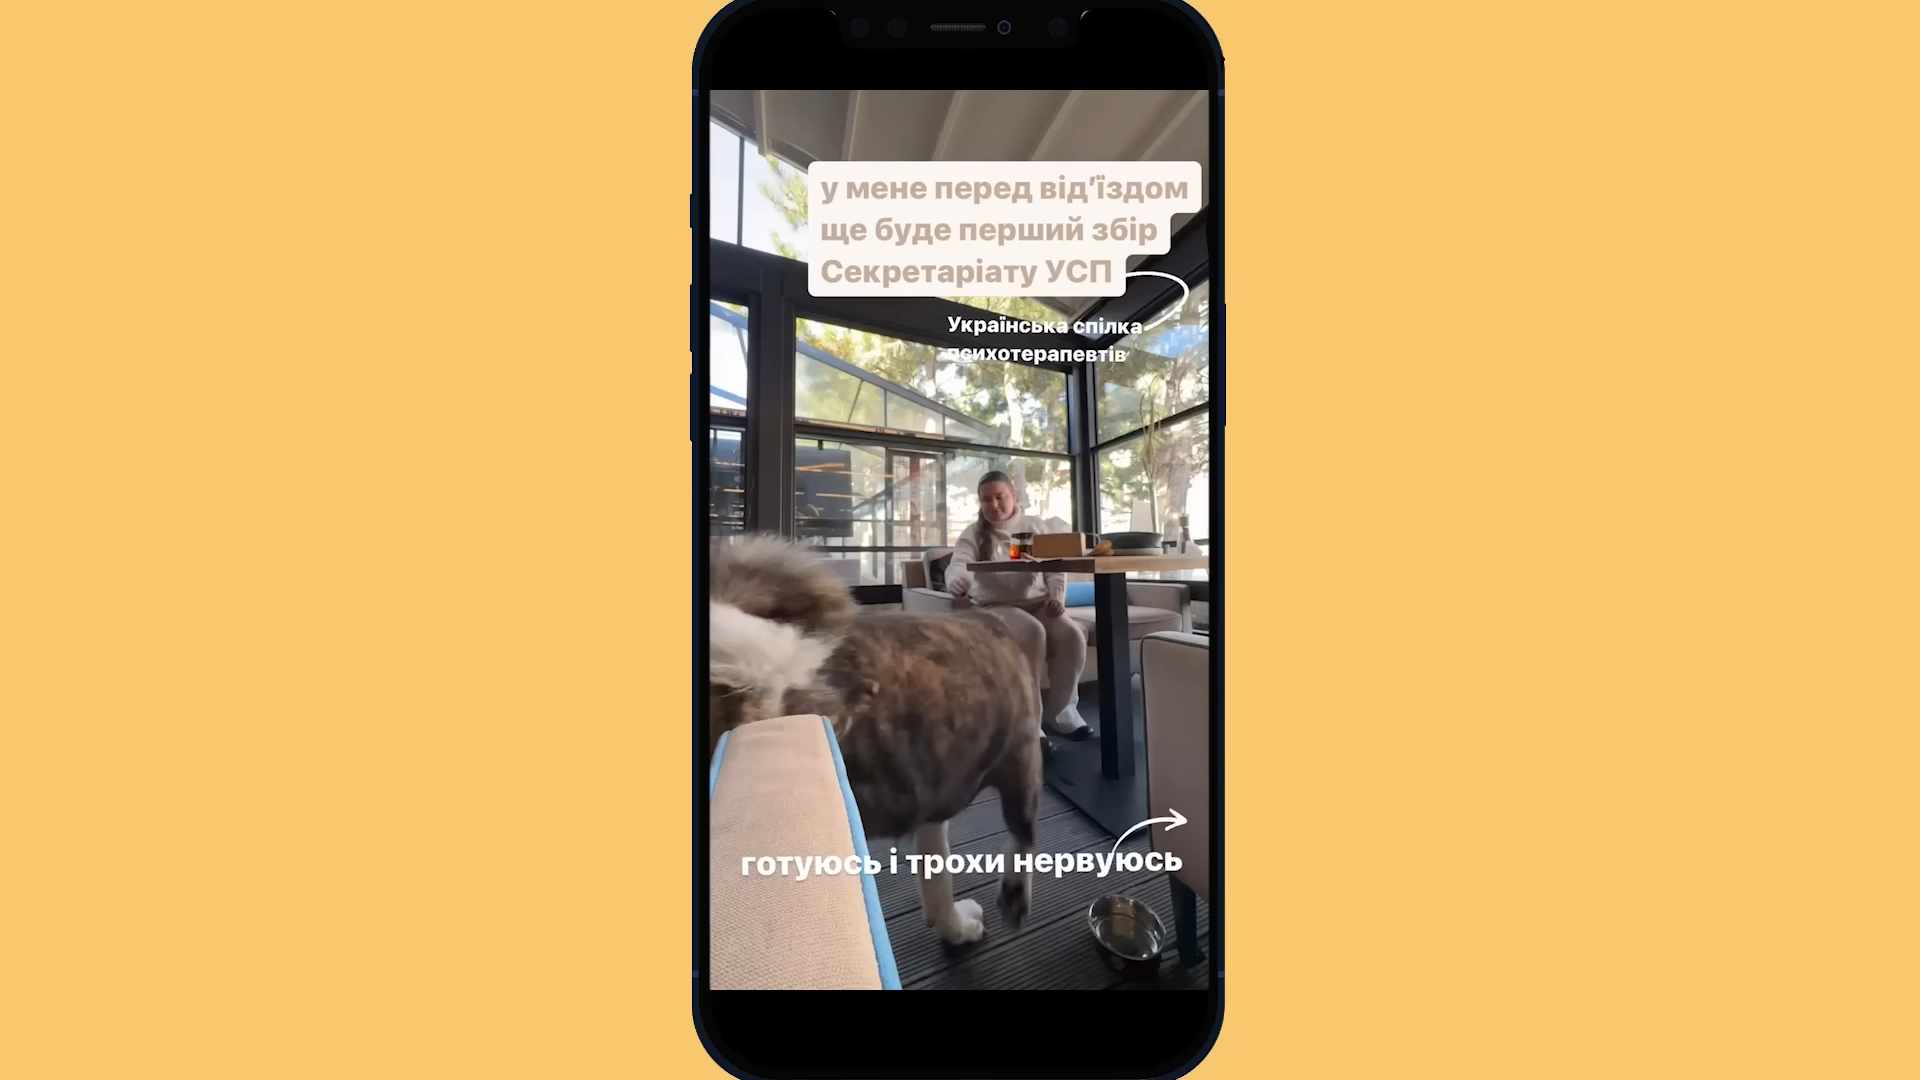 у мене перед від’їздом
ще буде перший збір
Секретаріату УСП
Українська спілка
психотерапевтів
готуюсь і трохи нервуюсь